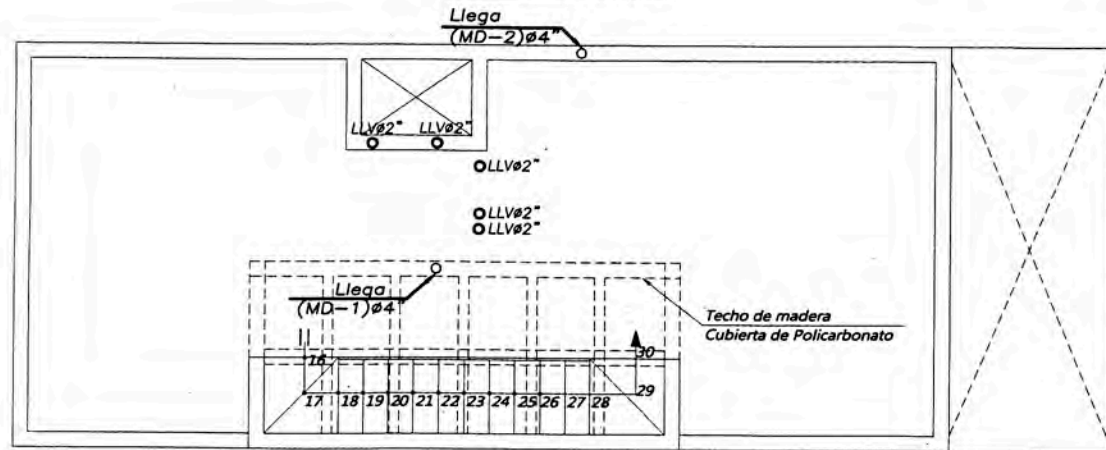 Llega
(MD-2)ø4"
LLVø2" LLVø2"
LLVø2"
LLVø2"
LLVø2"
Llega
(MD-1)ø4"
Techo de madera
Cubierta de Policarbonato
16
30
17 18 19 20 21 22 23 24 25 26 27 28 29